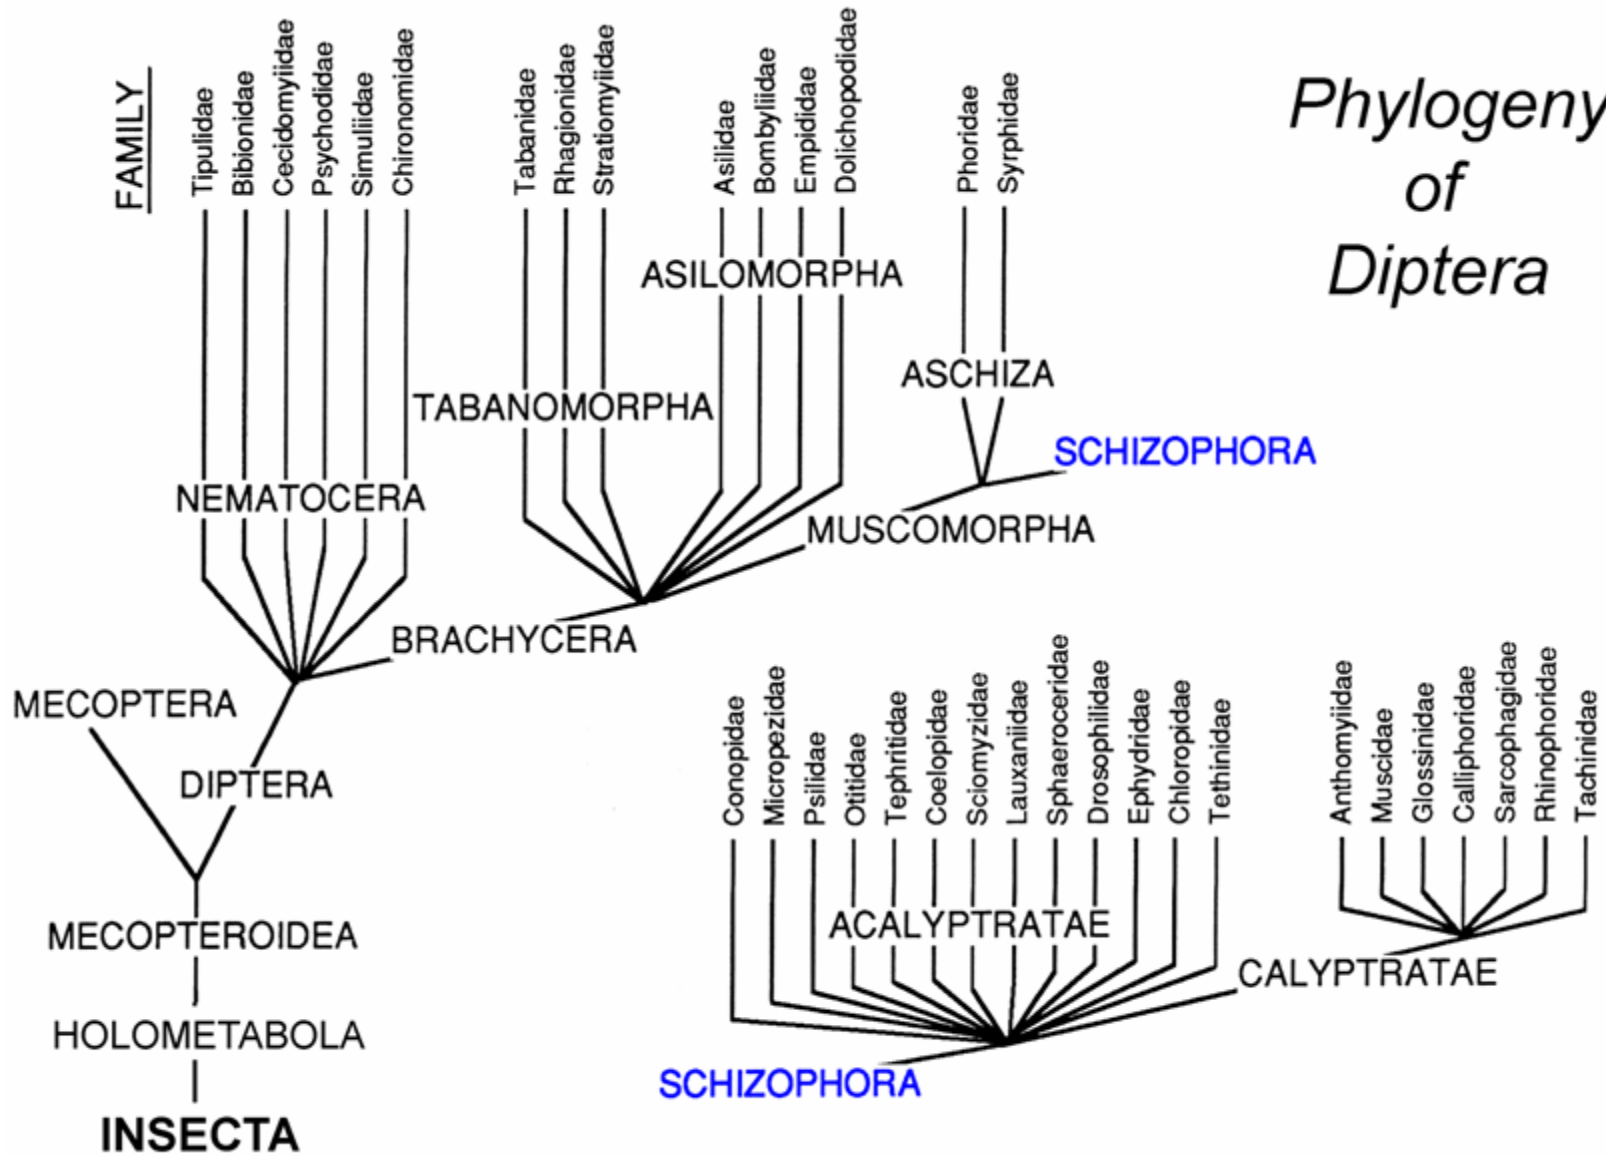 Phylogeny
of
Diptera
FAMILY
Tipulidae
Bibionidae
Cecidomyiidae
Psychodidae
Simuliidae
Chironomidae
Tabanidae
Rhagionidae
Stratiomyiidae
Asilidae
Bombyliidae
Empididae
Dolichopodidae
Phoridae
Syrphidae
ASILOMORPHA
ASCHIZA
TABANOMORPHA
SCHIZOPHORA
NEMATOCERA
MUSCOMORPHA
BRACHYCERA
MECOPTERA
DIPTERA
Conopidae
Micropezidae
Psilidae
Otitidae
Tephritidae
Coelopidae
Sciomyzidae
Lauxaniidae
Sphaeroceridae
Drosophilidae
Ephydridae
Chloropidae
Tethinidae
Anthomyiidae
Muscidae
Glossinidae
Calliphoridae
Sarcophagidae
Rhinophoridae
Tachinidae
ACALYPTRATAE
MECOPTEROIDEA
CALYPTRATAE
HOLOMETABOLA
SCHIZOPHORA
INSECTA